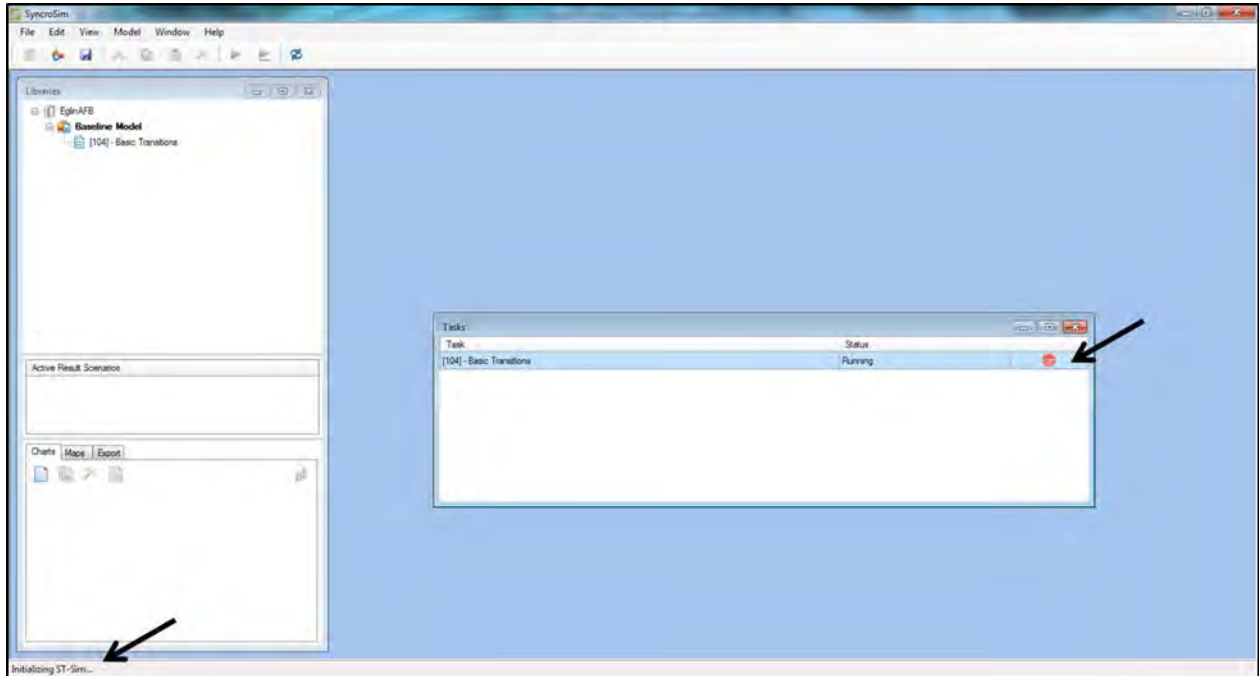 SyncroSim
File Edit View Model Window Help
Libraries
EglinAFB
Baseline Model
[104] - Basic Transitions
Active Result Scenarios
Charts Maps Export
Tasks
Task Status
[104] - Basic Transitions Running
Initializing ST-Sim...